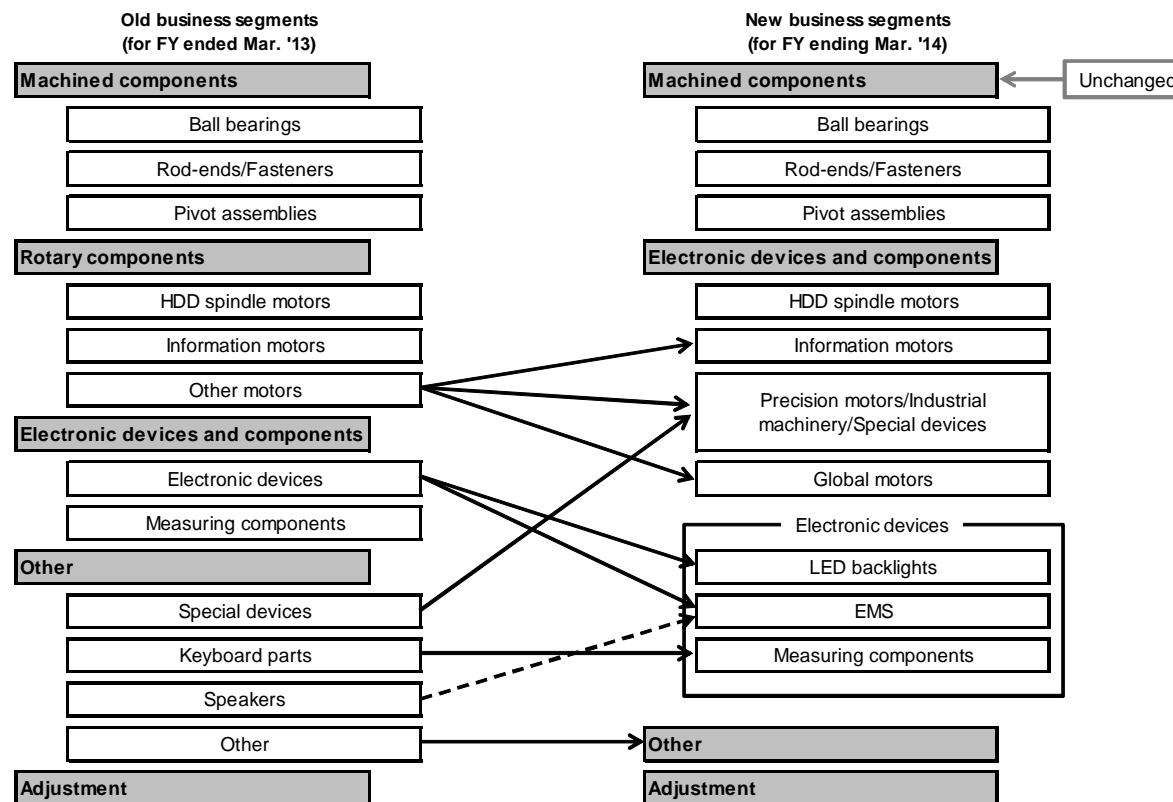 Old business segments
(for FY ended Mar. '13)
Machined components
Ball bearings
Rod-ends/Fasteners
Pivot assemblies
Rotary components
HDD spindle motors
Information motors
Other motors
Electronic devices and components
Electronic devices
Measuring components
Other
Special devices
Keyboard parts
Speakers
Other
Adjustment
New business segments
(for FY ending Mar. '14)
Machined components
Unchanged
Ball bearings
Rod-ends/Fasteners
Pivot assemblies
Electronic devices and components
HDD spindle motors
Information motors
Precision motors/Industrial
machinery/Special devices
Global motors
Electronic devices
LED backlights
EMS
Measuring components
Other
Adjustment